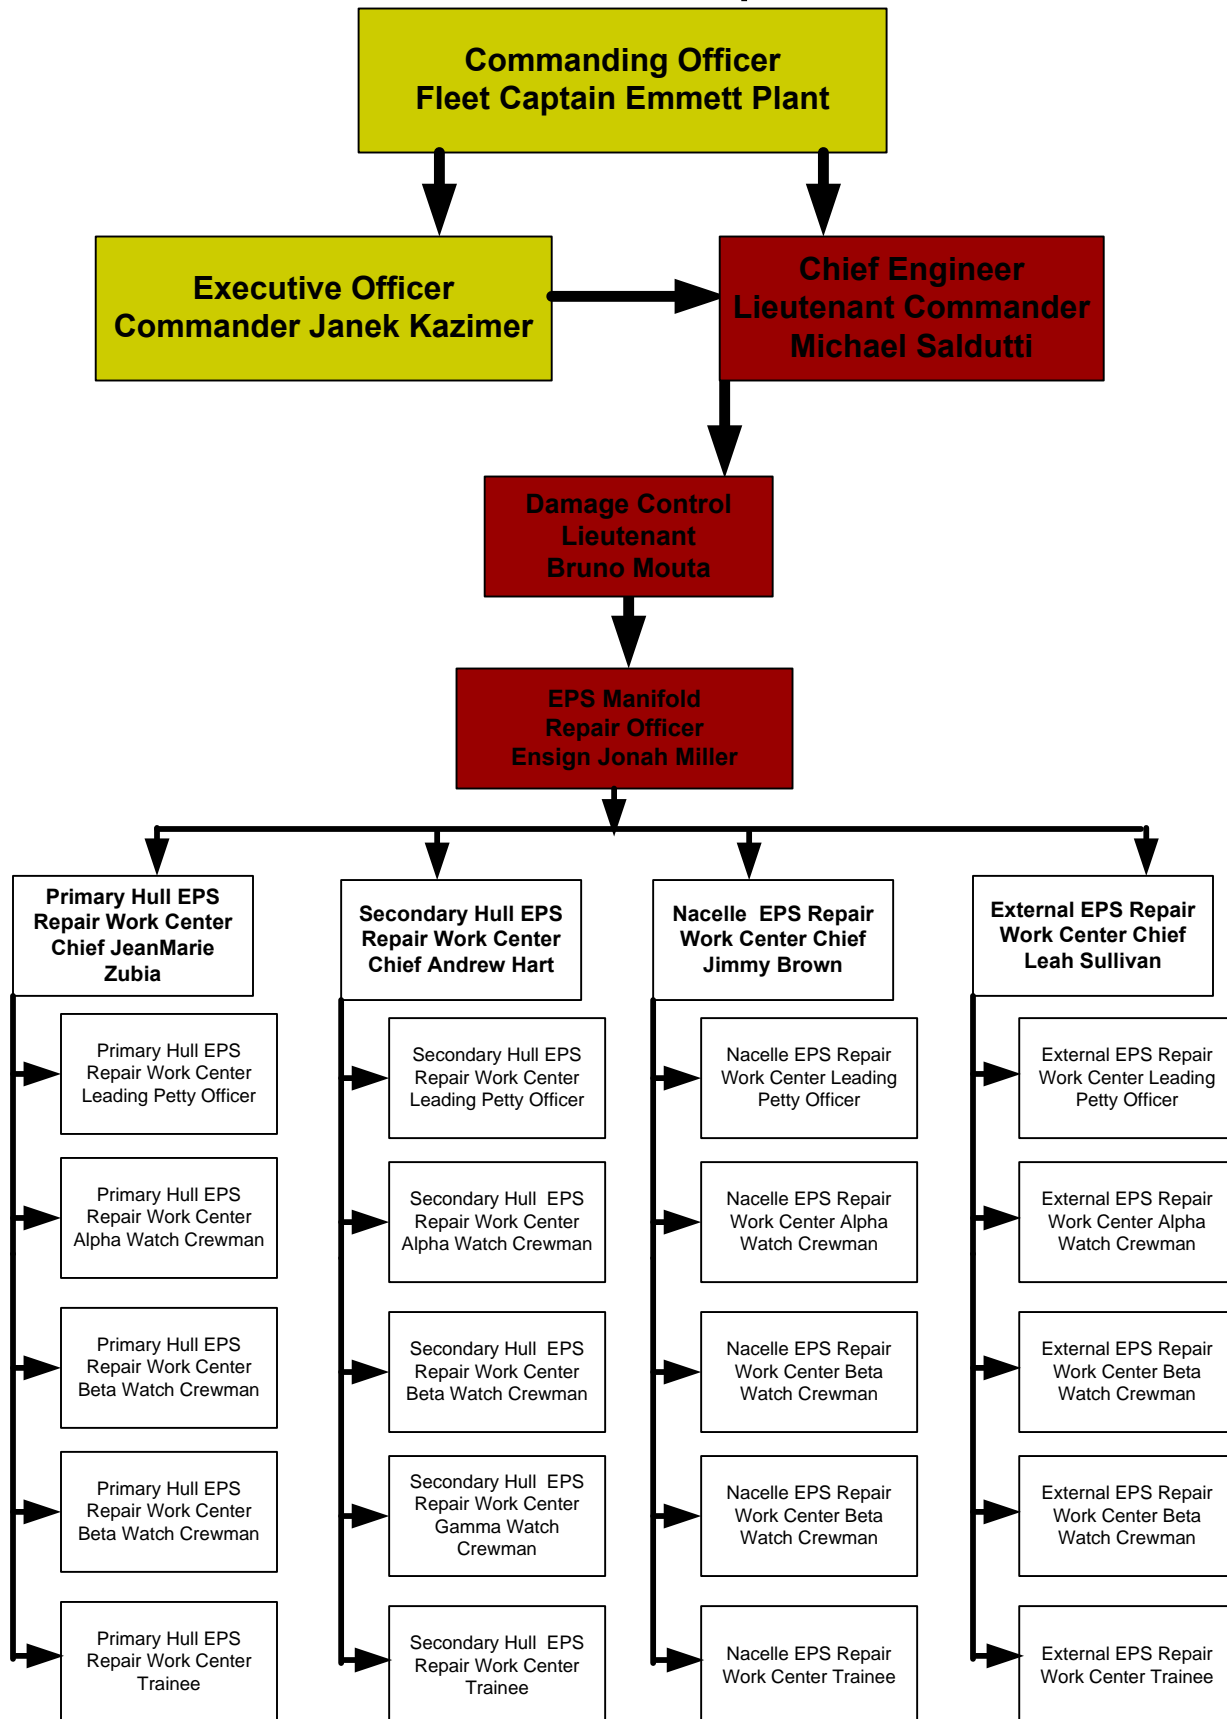 Commanding Officer
Fleet Captain Emmett Plant
Executive Officer
Commander Janek Kazimer
Chief Engineer
Lieutenant Commander
Michael Saldutti
Damage Control
Lieutenant
Bruno Mouta
EPS Manifold
Repair Officer
Ensign Jonah Miller
Primary Hull EPS
Repair Work Center
Chief JeanMarie
Zubia
Secondary Hull EPS
Repair Work Center
Chief Andrew Hart
Nacelle  EPS Repair
Work Center Chief
Jimmy Brown
External EPS Repair
Work Center Chief
Leah Sullivan
Primary Hull EPS
Repair Work Center
Leading Petty Officer
Secondary Hull EPS
Repair Work Center
Leading Petty Officer
Nacelle EPS Repair
Work Center Leading
Petty Officer
External EPS Repair
Work Center Leading
Petty Officer
Primary Hull EPS
Repair Work Center
Alpha Watch Crewman
Secondary Hull  EPS
Repair Work Center
Alpha Watch Crewman
Nacelle EPS Repair
Work Center Alpha
Watch Crewman
External EPS Repair
Work Center Alpha
Watch Crewman
Primary Hull EPS
Repair Work Center
Beta Watch Crewman
Secondary Hull  EPS
Repair Work Center
Beta Watch Crewman
Nacelle EPS Repair
Work Center Beta
Watch Crewman
External EPS Repair
Work Center Beta
Watch Crewman
Primary Hull EPS
Repair Work Center
Beta Watch Crewman
Secondary Hull  EPS
Repair Work Center
Gamma Watch
Crewman
Nacelle EPS Repair
Work Center Beta
Watch Crewman
External EPS Repair
Work Center Beta
Watch Crewman
Primary Hull EPS
Repair Work Center
Trainee
Secondary Hull  EPS
Repair Work Center
Trainee
Nacelle EPS Repair
Work Center Trainee
External EPS Repair
Work Center Trainee